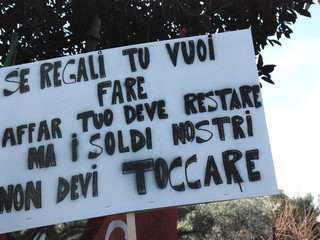 SE REGALI TU VUOI
FARE
AFFAR TUO DEVE RESTARE
MA I SOLDI NOSTRI
NON DEVI TOCCARE